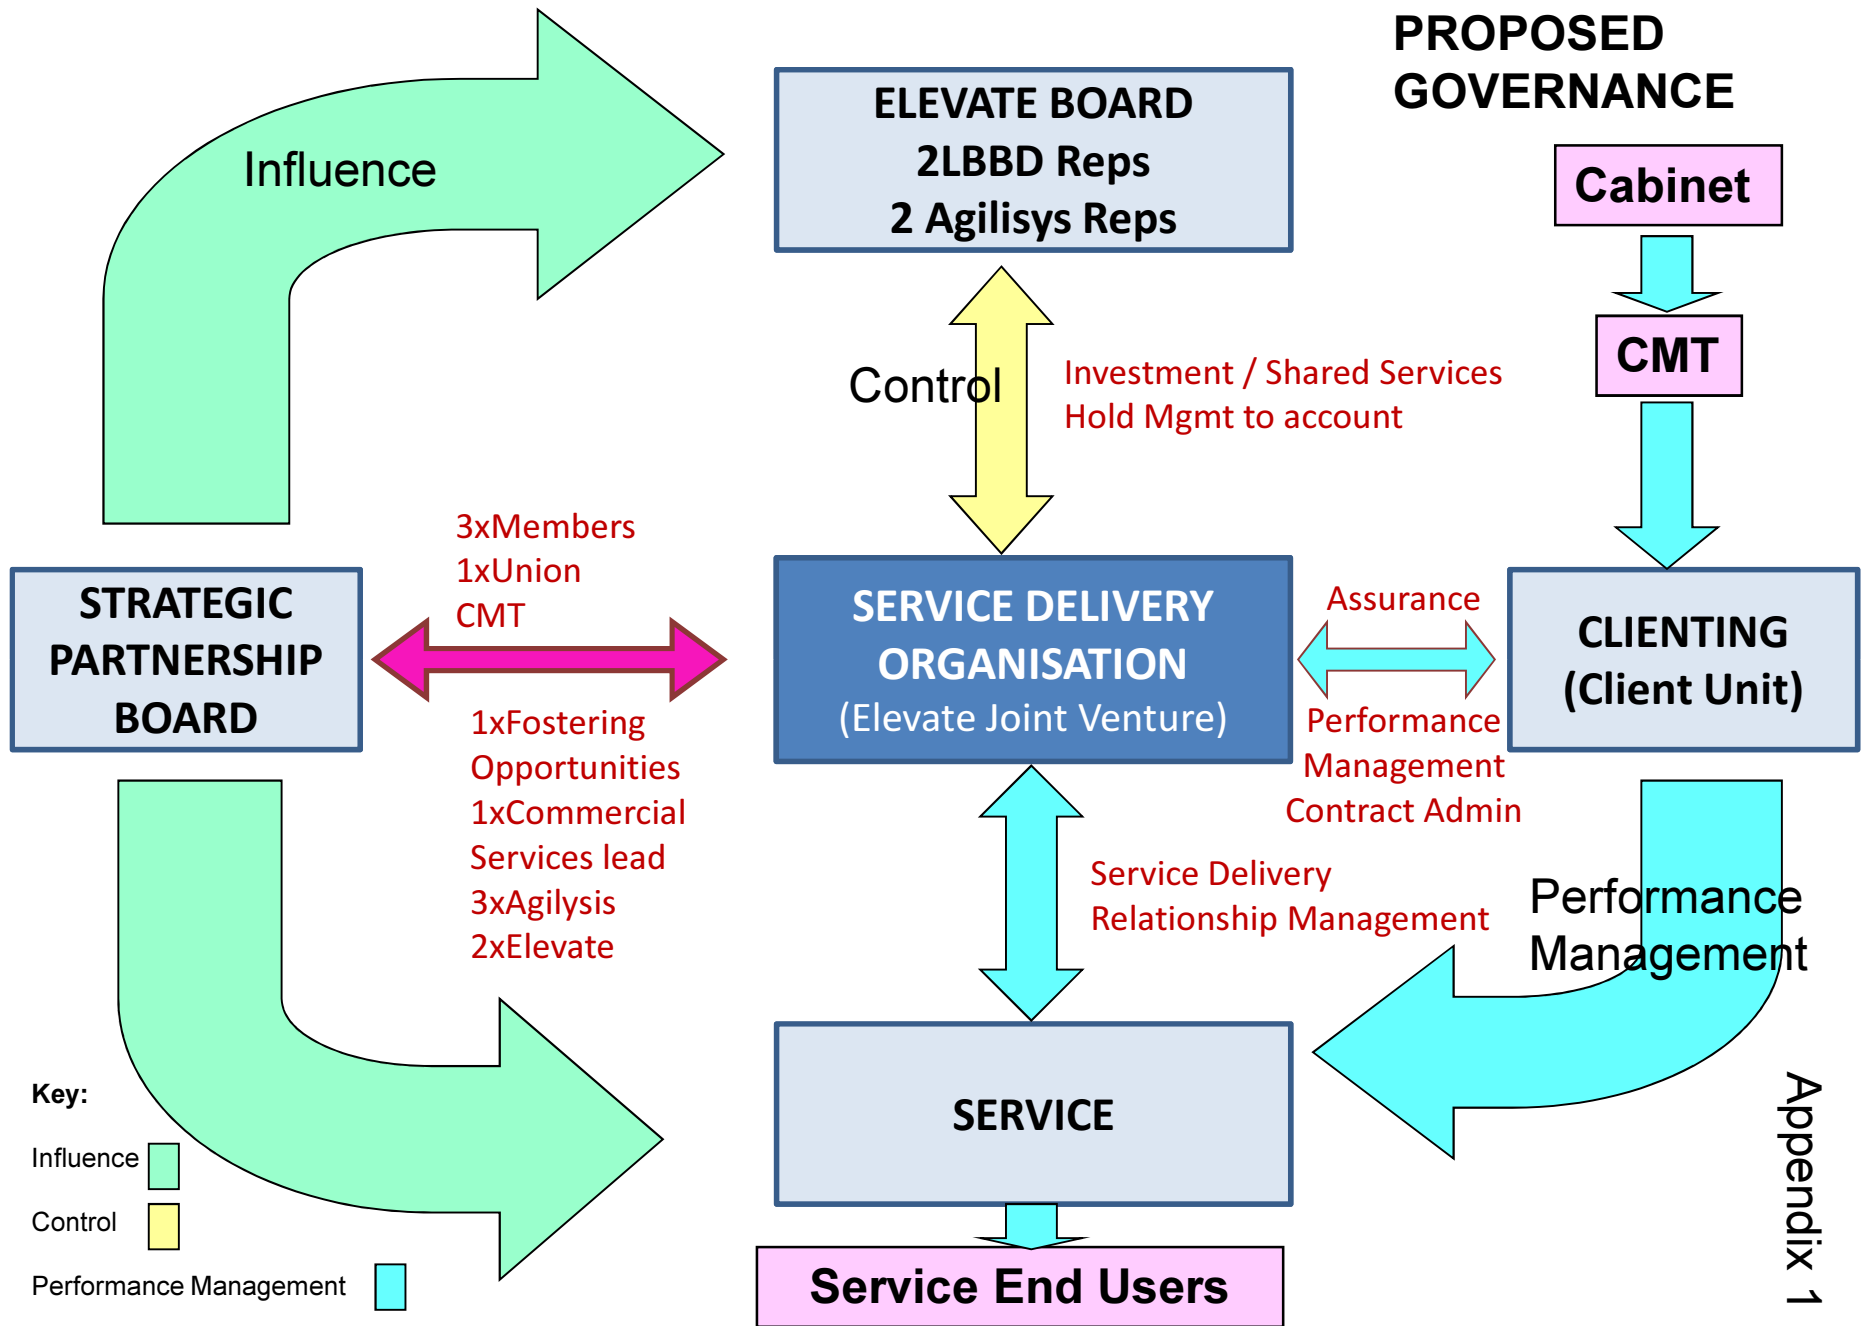 PROPOSED
GOVERNANCE
ELEVATE BOARD
2LBBD Reps
2 Agilisys Reps
Influence
Cabinet
CMT
Control
Investment / Shared Services
Hold Mgmt to account
3xMembers
1xUnion
CMT
STRATEGIC
PARTNERSHIP
BOARD
SERVICE DELIVERY
ORGANISATION
(Elevate Joint Venture)
Assurance
CLIENTING
(Client Unit)
1xFostering
Opportunities
1xCommercial
Services lead
3xAgilysis
2xElevate
Performance
Management
Contract Admin
Service Delivery
Relationship Management
Performance
Management
SERVICE
Service End Users
Key:
Influence
Control
Performance Management
Appendix 1